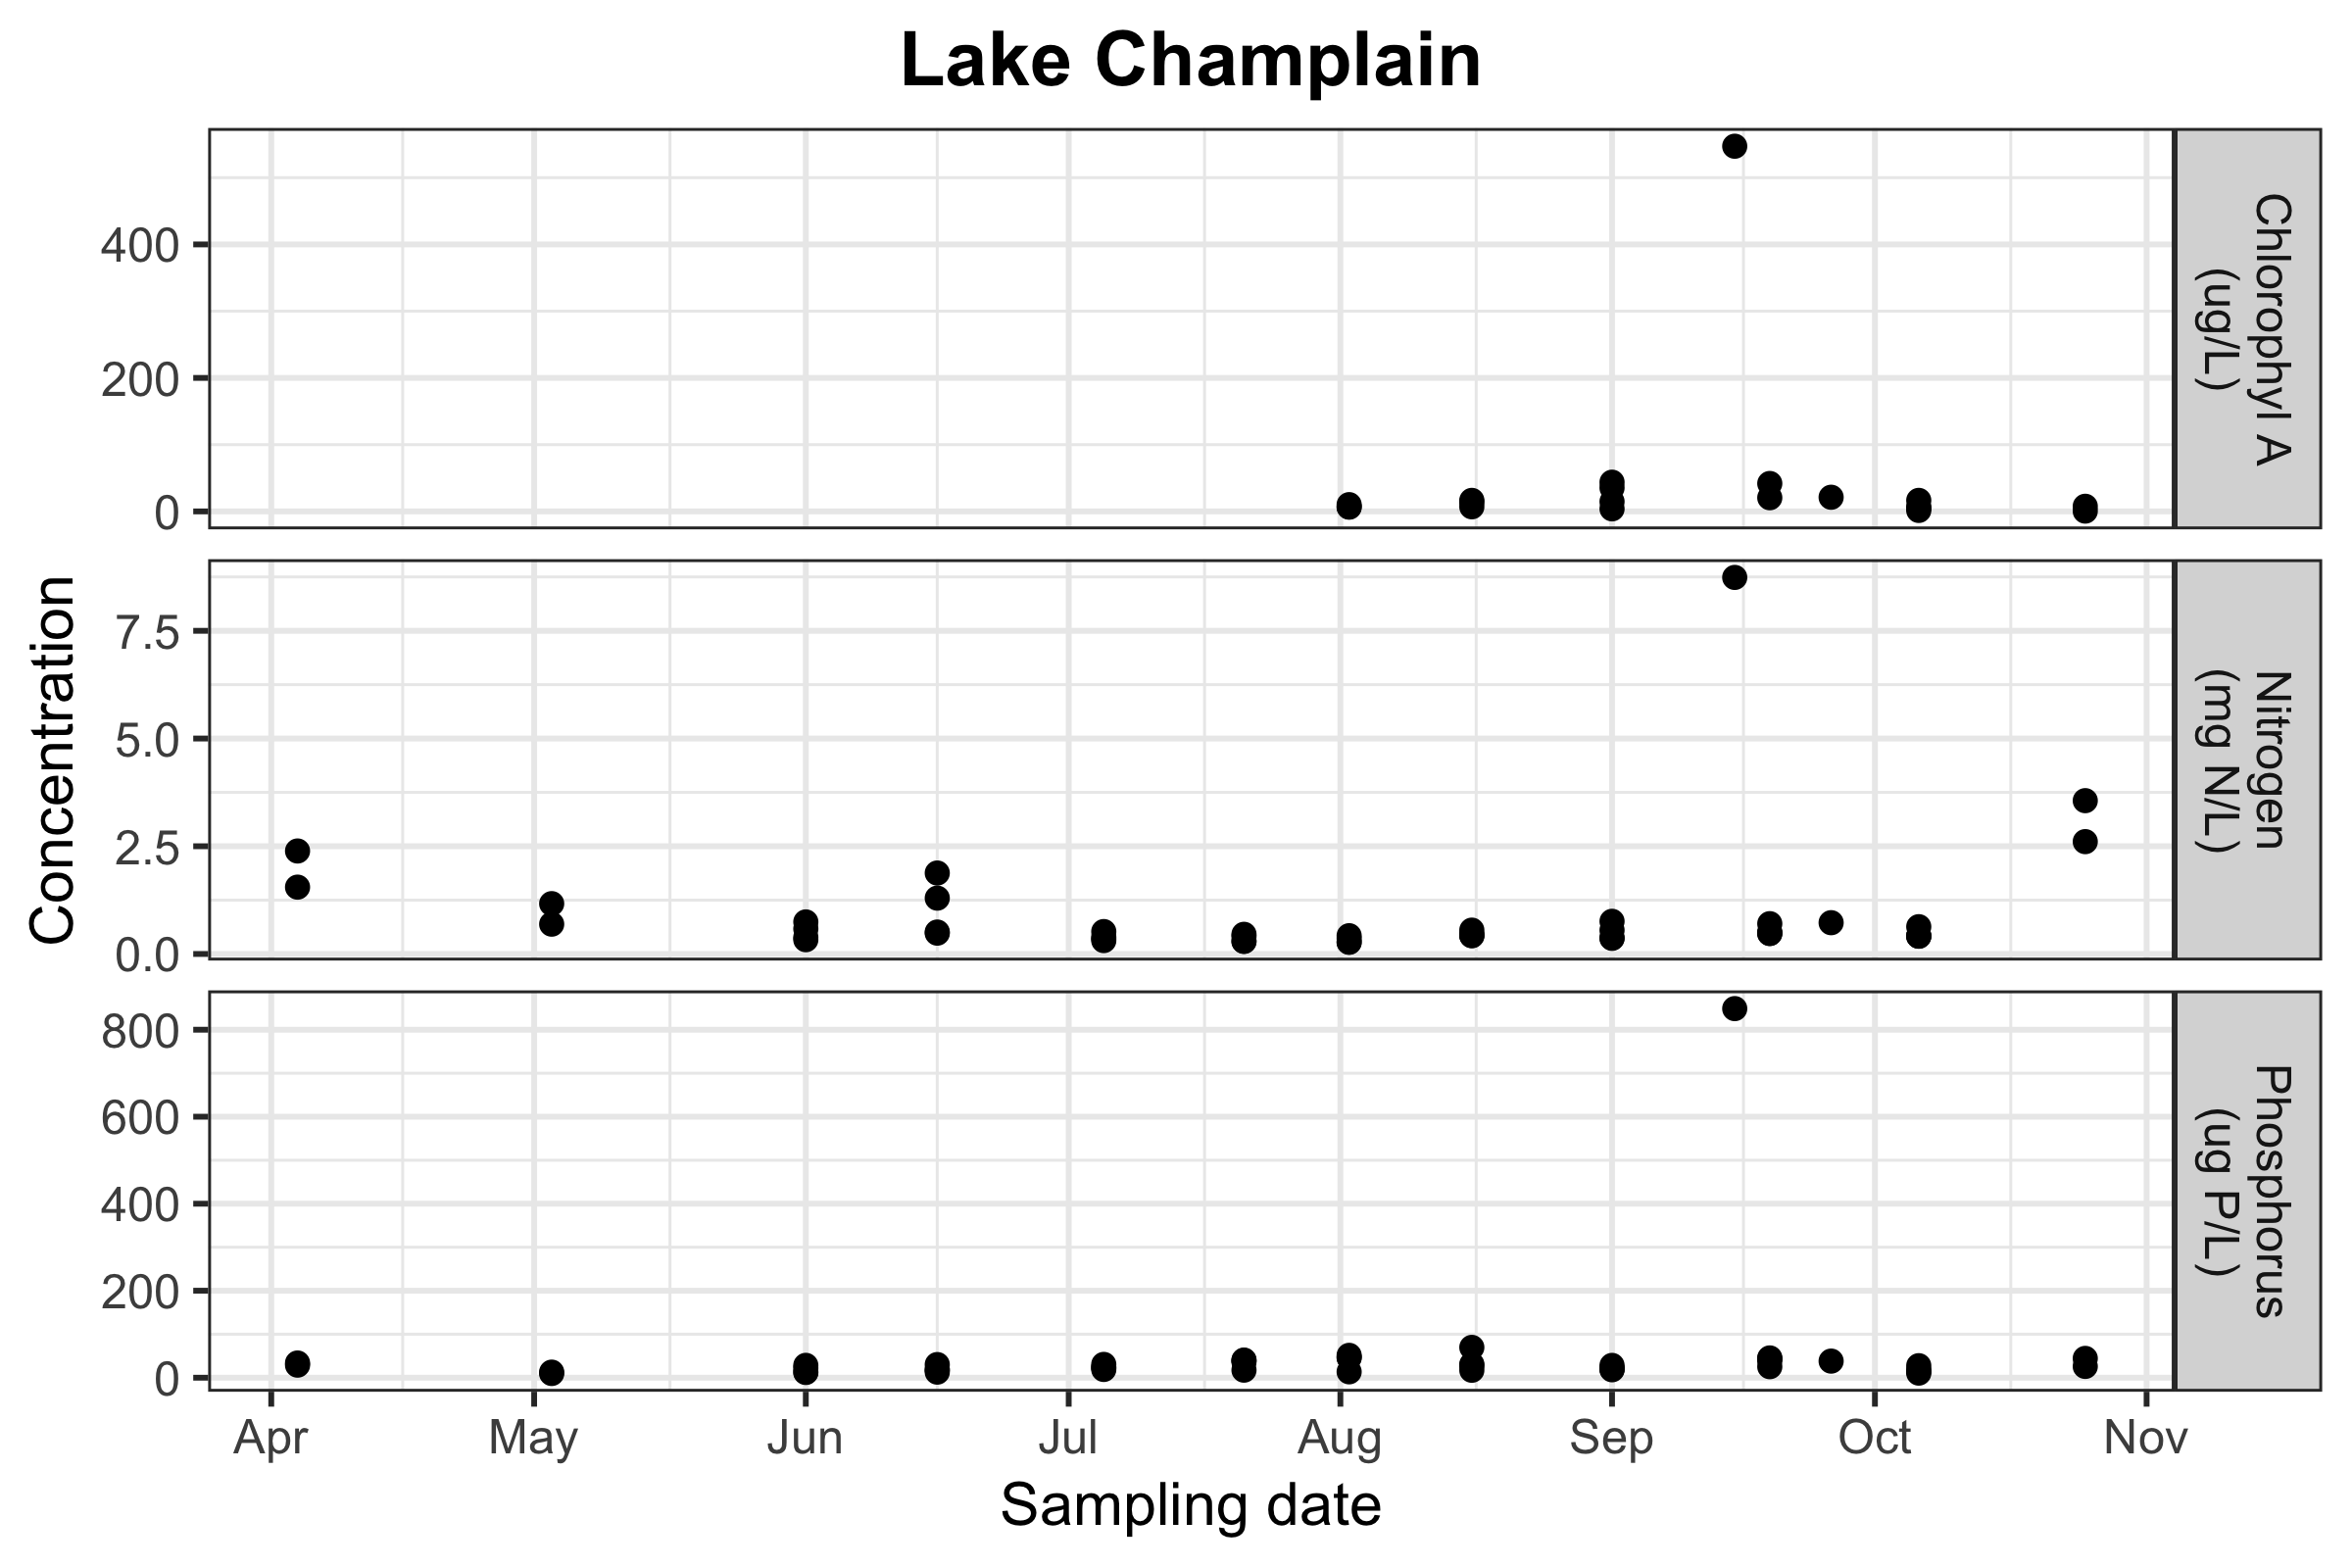 Lake Champlain
Concentration
400
200
0
Chlorophyl A
(ug/L)
7.5
5.0
2.5
0.0
Nitrogen
(mg N/L)
800
600
400
200
0
Phosphorus
(ug P/L)
Apr May Jun Jul Aug Sep Oct Nov
Sampling date